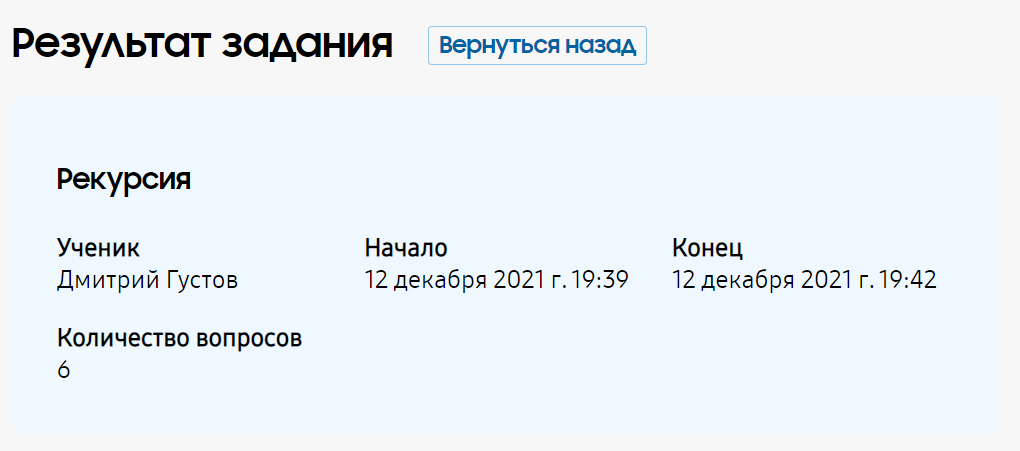 Результат задания
Вернуться назад
Рекурсия
Ученик
Дмитрий Густов
Начало
12 декабря 2021 г. 19:39
Конец
12 декабря 2021 г. 19:42
Количество вопросов
6